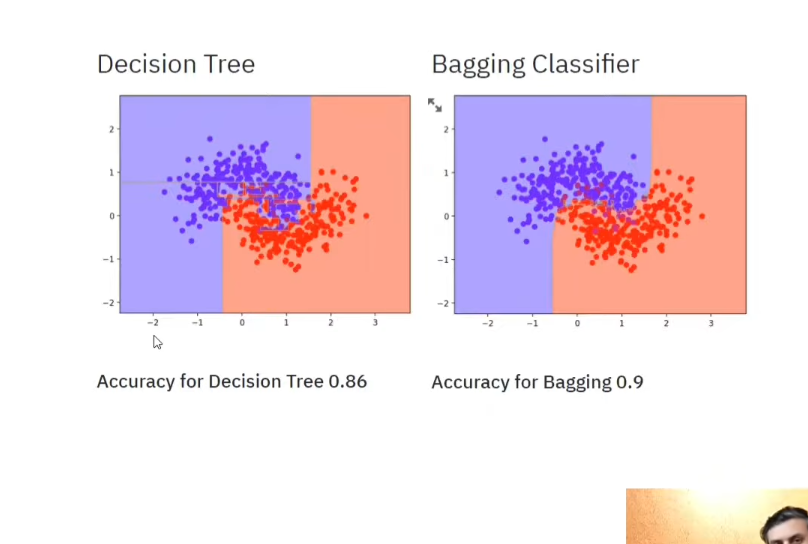 Decision Tree
Bagging Classifier
2
1
0
−1
−2
−2 −1 0 1 2 3
2
1
0
−1
−2
−2 −1 0 1 2 3
Accuracy for Decision Tree 0.86
Accuracy for Bagging 0.9